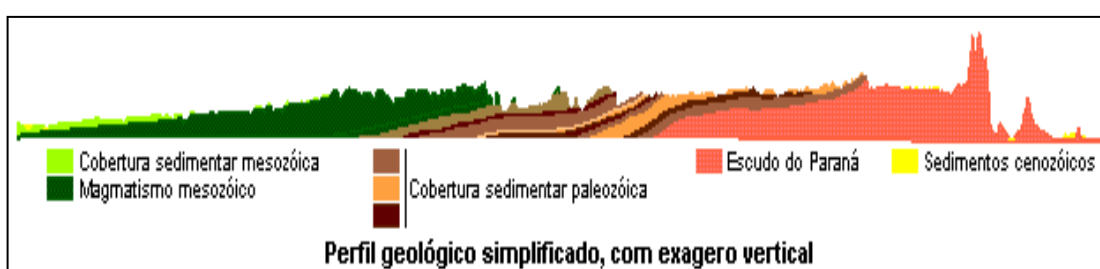 Cobertura sedimentar mesozóica
Magmatismo mesozóico
Cobertura sedimentar paleozóica
Escudo do Paraná
Sedimentos cenozóicos
Perfil geológico simplificado, com exagero vertical